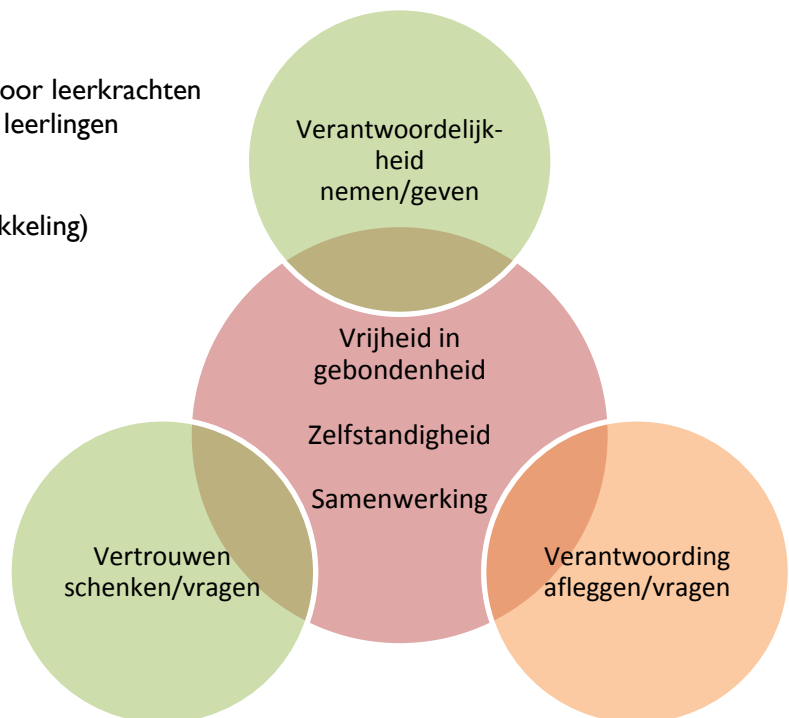 oor leerkrachten
leerlingen
kkeling)
Verantwoordelijk-
heid
nemen/geven
Vrijheid in
gebondenheid
Zelfstandigheid
Samenwerking
Vertrouwen
schenken/vragen
Verantwoording
afleggen/vragen